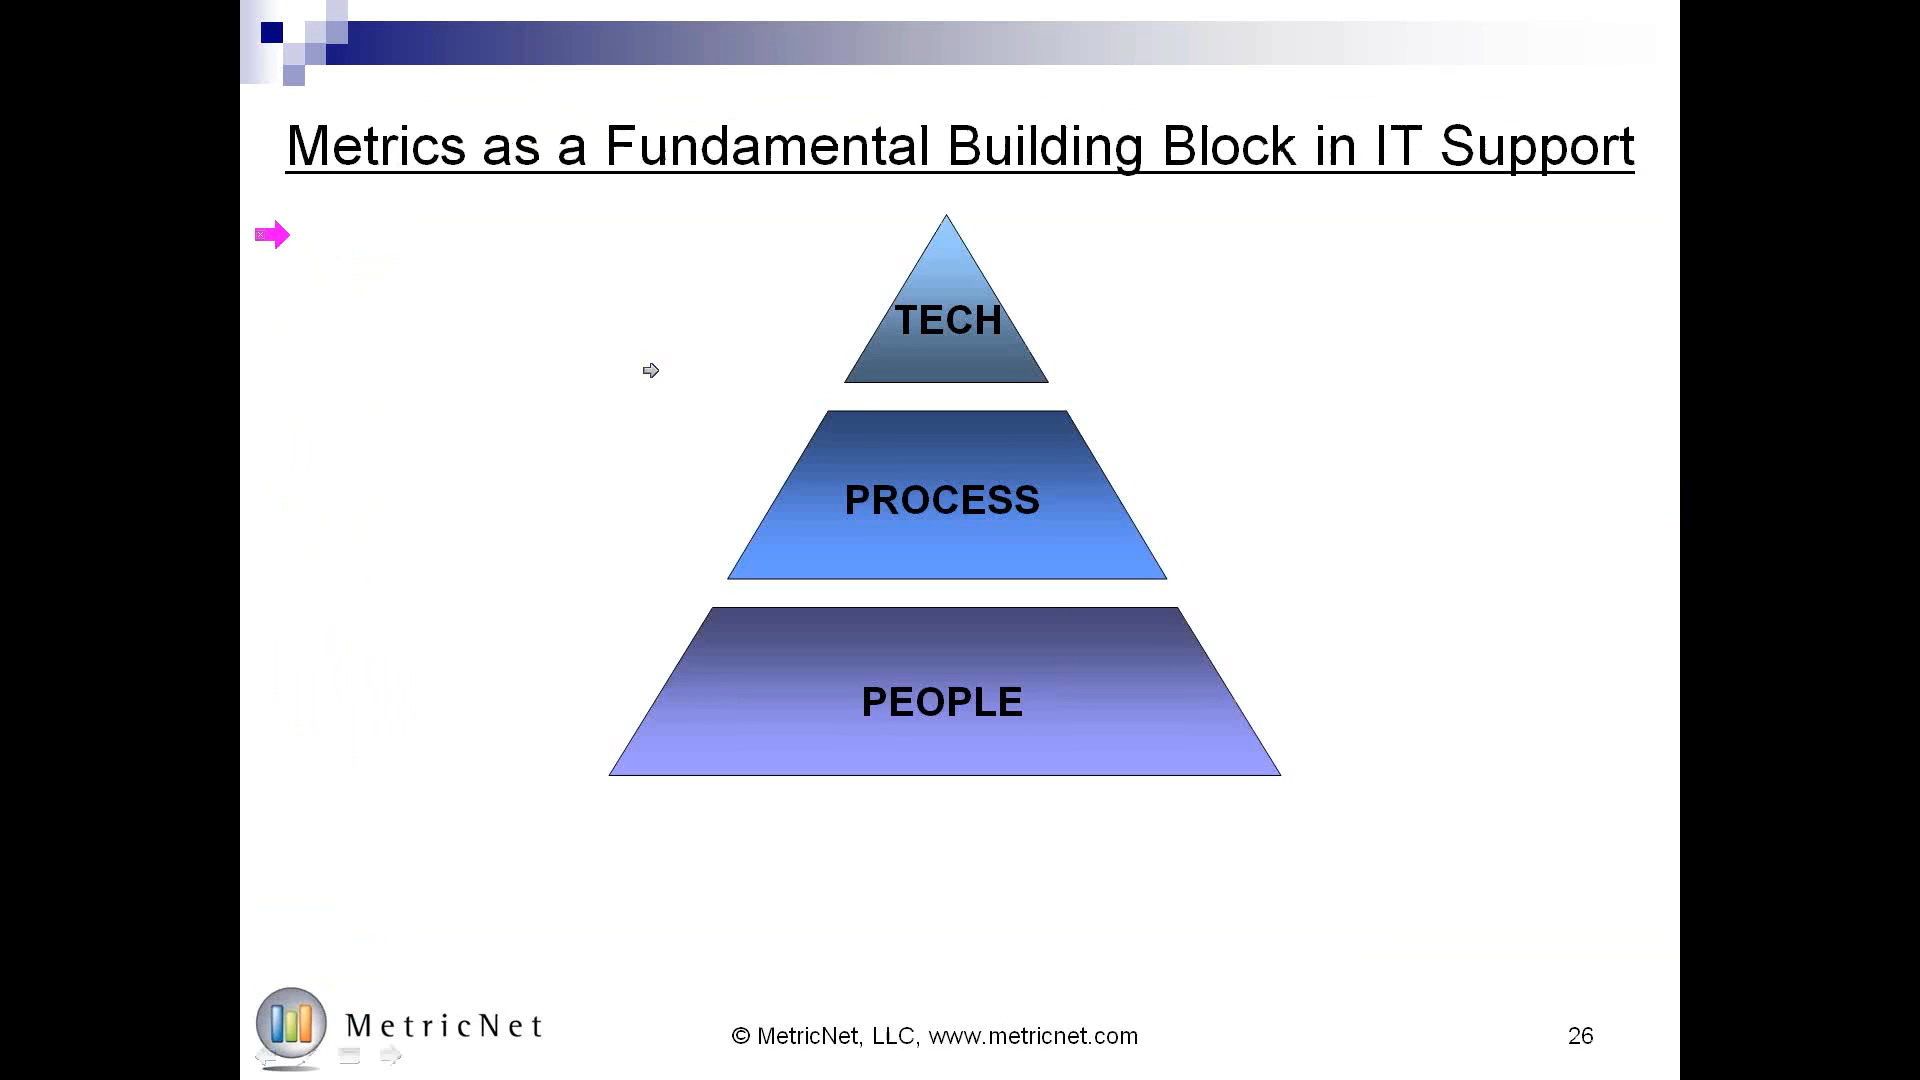 Metrics as a Fundamental Building Block in IT Support
TECH
PROCESS
PEOPLE
MetricNet
© MetricNet, LLC, www.metricnet.com
26